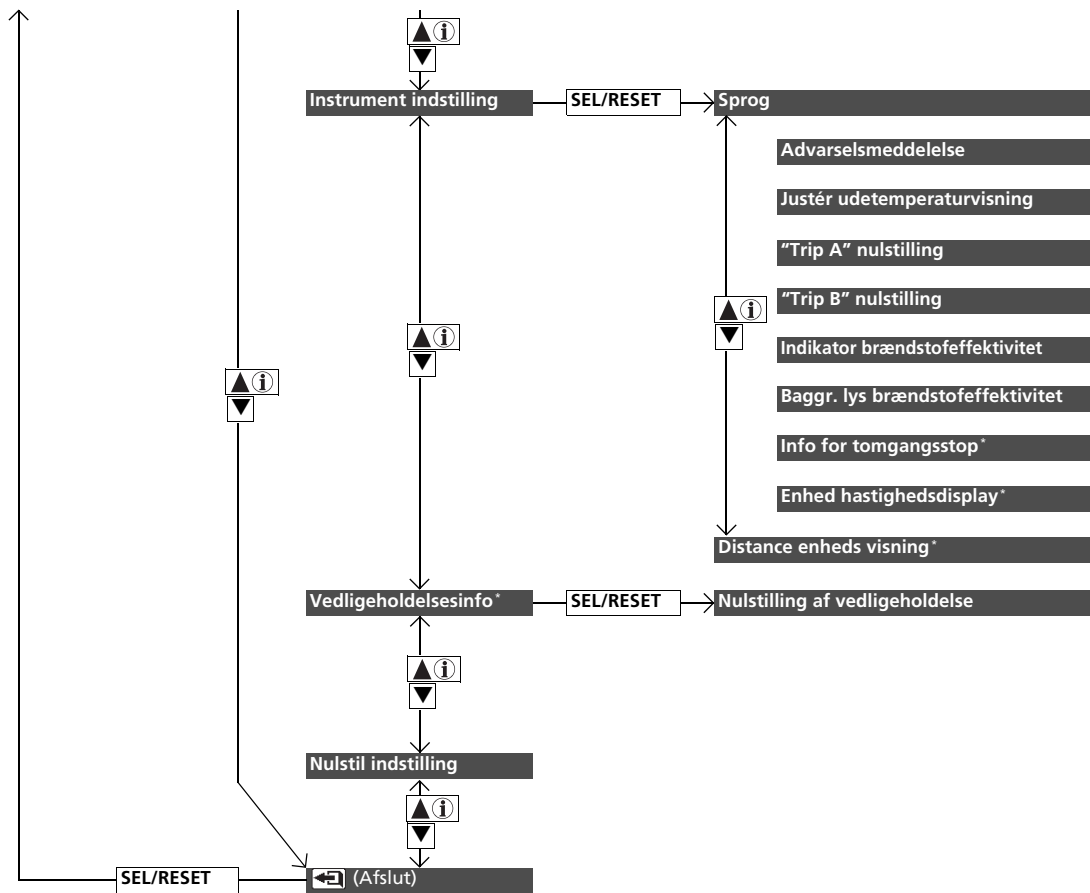 Instrument indstilling
SEL/RESET
Sprog
Advarselsmeddelelse
Justér udetemperaturvisning
“Trip A” nulstilling
“Trip B” nulstilling
Indikator brændstofeffektivitet
Baggr. lys brændstofeffektivitet
Info for tomgangsstop*
Enhed hastighedsdisplay*
Distance enheds visning*
Vedligeholdelsesinfo*
SEL/RESET
Nulstilling af vedligeholdelse
Nulstil indstilling
SEL/RESET
(Afslut)